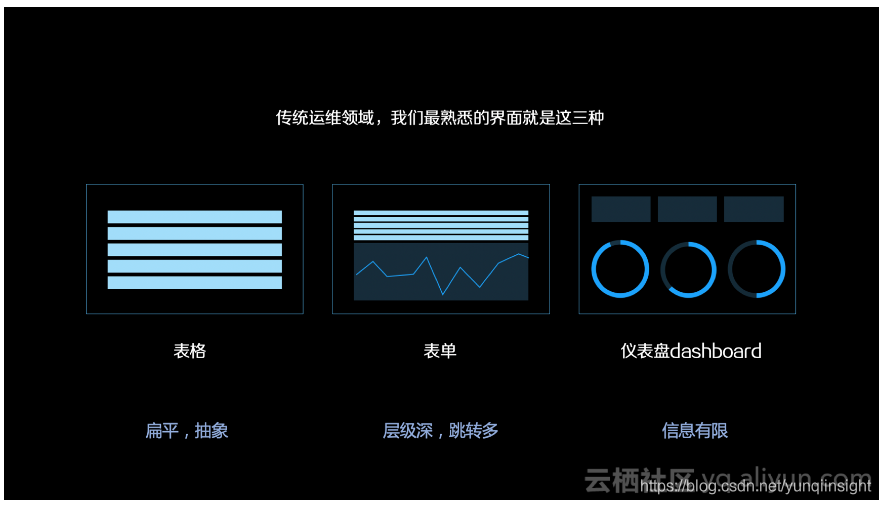 传统运维领域，我们最熟悉的界面就是这三种
表格
表单
仪表盘dashboard
扁平，抽象
层级深，跳转多
信息有限
云栖社区 yq.aliyun.com
https://blog.csdn.net/yunqiinsight